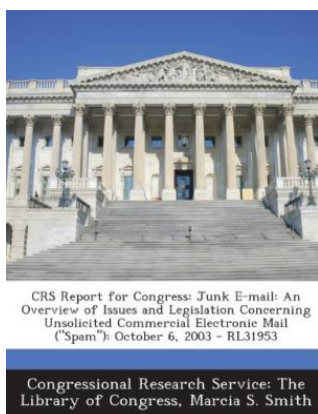 CRS Report for Congress: Junk E-mail: An
Overview of Issues and Legislation Concerning
Unsolicited Commercial Electronic Mail
("Spam"): October 6, 2003 - RL31953
Congressional Research Service: The
Library of Congress, Marcia S. Smith